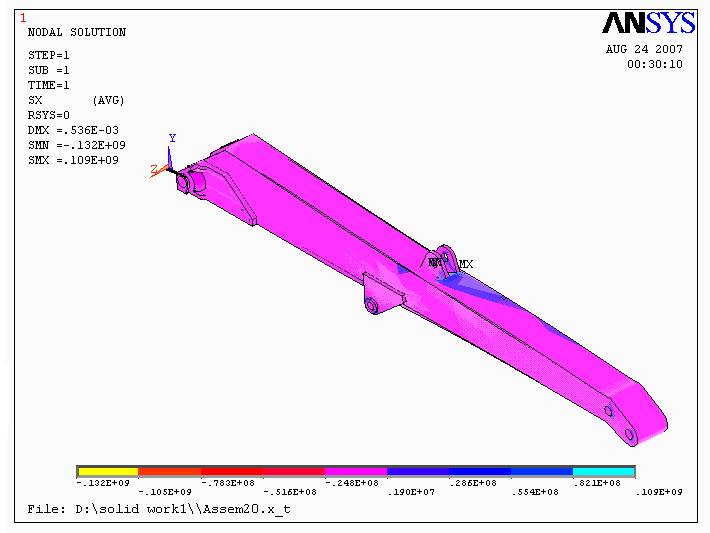 1
NODAL SOLUTION
ANSYS
AUG 24 2007
00:30:10
STEP=1
SUB =1
TIME=1
SX (AVG)
RSYS=0
DMX =.536E-03
SMN =-.132E+09
SMX =.109E+09
Y
Z
MX
-.132E+09 -.783E+08 -.248E+08 .286E+08 .821E+08
-.105E+09 -.516E+08 .190E+07 .554E+08 .109E+09
File: D:\solid work1\\Assem20.x_t